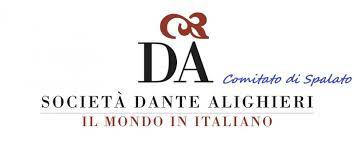 DA
Comitato di Spalato
SOCIETÀ DANTE ALIGHIERI
IL MONDO IN ITALIANO